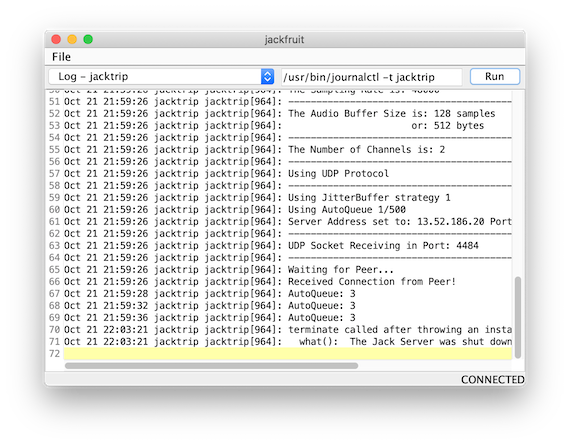 jackfruit
File
Log - jacktrip /usr/bin/journalctl -t jacktrip Run
50 Oct 21 21:59:26 jacktrip jacktrip[964]: The Sampling Rate is: 48000
51 Oct 21 21:59:26 jacktrip jacktrip[964]: ---------------------------------------
52 Oct 21 21:59:26 jacktrip jacktrip[964]: The Audio Buffer Size is: 128 samples
53 Oct 21 21:59:26 jacktrip jacktrip[964]:                      or: 512 bytes
54 Oct 21 21:59:26 jacktrip jacktrip[964]: ---------------------------------------
55 Oct 21 21:59:26 jacktrip jacktrip[964]: The Number of Channels is: 2
56 Oct 21 21:59:26 jacktrip jacktrip[964]: ---------------------------------------
57 Oct 21 21:59:26 jacktrip jacktrip[964]: Using UDP Protocol
58 Oct 21 21:59:26 jacktrip jacktrip[964]: ---------------------------------------
59 Oct 21 21:59:26 jacktrip jacktrip[964]: Using JitterBuffer strategy 1
60 Oct 21 21:59:26 jacktrip jacktrip[964]: Using AutoQueue 1/500
61 Oct 21 21:59:26 jacktrip jacktrip[964]: Server Address set to: 13.52.186.20 Port
62 Oct 21 21:59:26 jacktrip jacktrip[964]: ---------------------------------------
63 Oct 21 21:59:26 jacktrip jacktrip[964]: UDP Socket Receiving in Port: 4484
64 Oct 21 21:59:26 jacktrip jacktrip[964]: ---------------------------------------
65 Oct 21 21:59:26 jacktrip jacktrip[964]: Waiting for Peer...
66 Oct 21 21:59:26 jacktrip jacktrip[964]: Received Connection from Peer!
67 Oct 21 21:59:28 jacktrip jacktrip[964]: AutoQueue: 3
68 Oct 21 21:59:32 jacktrip jacktrip[964]: AutoQueue: 3
69 Oct 21 21:59:36 jacktrip jacktrip[964]: AutoQueue: 3
70 Oct 21 22:03:21 jacktrip jacktrip[964]: terminate called after throwing an insta
71 Oct 21 22:03:21 jacktrip jacktrip[964]:   what():  The Jack Server was shut down
72
CONNECTED